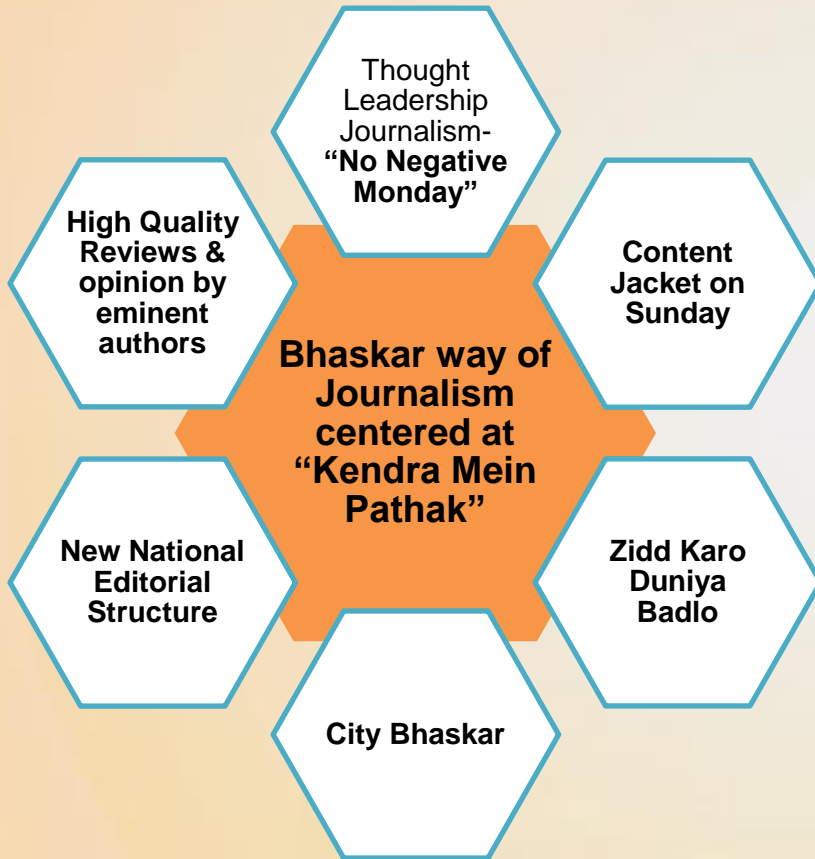 Thought
Leadership
Journalism-
“No Negative
Monday”
High Quality
Reviews &
opinion by
eminent
authors
Content
Jacket on
Sunday
Bhaskar way of
Journalism
centered at
“Kendra Mein
Pathak”
New National
Editorial
Structure
Zidd Karo
Duniya
Badlo
City Bhaskar